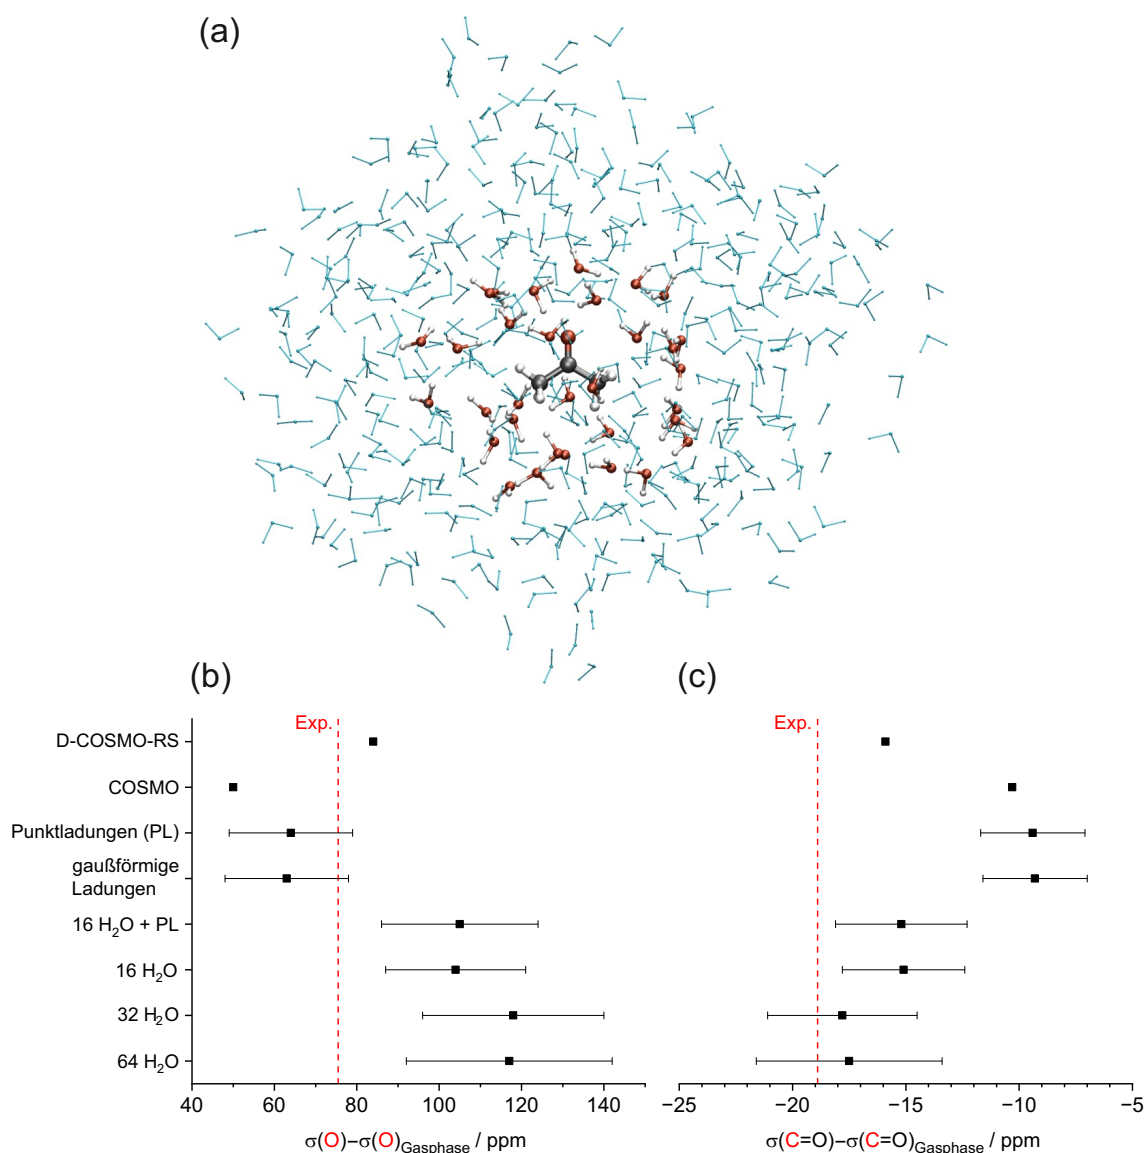 (a)
(b)
(c)
Exp.
Exp.
D-COSMO-RS
COSMO
Punktladungen (PL)
gaußförmige
Ladungen
16 H₂O + PL
16 H₂O
32 H₂O
64 H₂O
40 60 80 100 120 140
−25 −20 −15 −10 −5
σ(O)−σ(O)Gasphase / ppm
σ(C=O)−σ(C=O)Gasphase / ppm